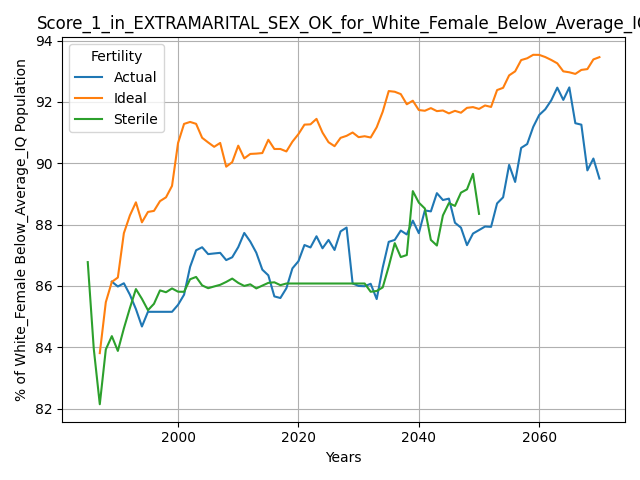 Score_1_in_EXTRAMARITAL_SEX_OK_for_White_Female_Below_Average_IQ
Fertility
Actual
Ideal
Sterile
% of White_Female Below_Average_IQ Population
94
92
90
88
86
84
82
2000
2020
2040
2060
Years